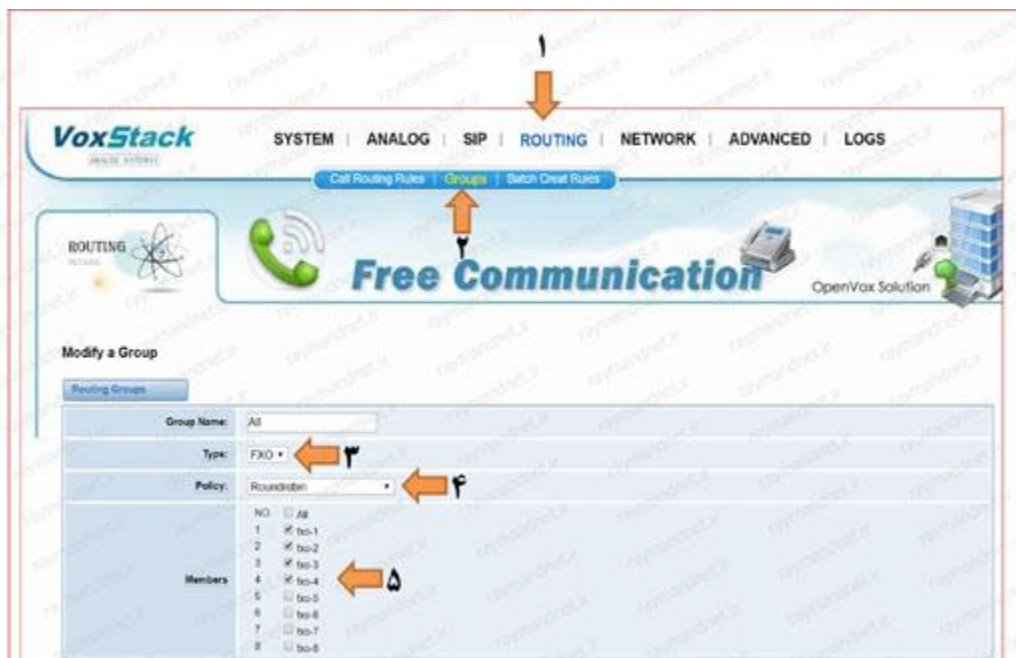 ۱
VoxStack
SYSTEM | ANALOG | SIP | ROUTING | NETWORK | ADVANCED | LOGS
Call Routing Rules | Groups | Batch Creat Rules
۲
ROUTING
Free Communication
OpenVox Solution
Modify a Group
Routing Groups
Group Name: All
Type: FXO ۳
Policy: Roundrobin ۴
Members
NO. All
1 fxo-1
2 fxo-2
3 fxo-3
4 fxo-4 ۵
5 fxo-5
6 fxo-6
7 fxo-7
8 fxo-8
raymandnet.ir